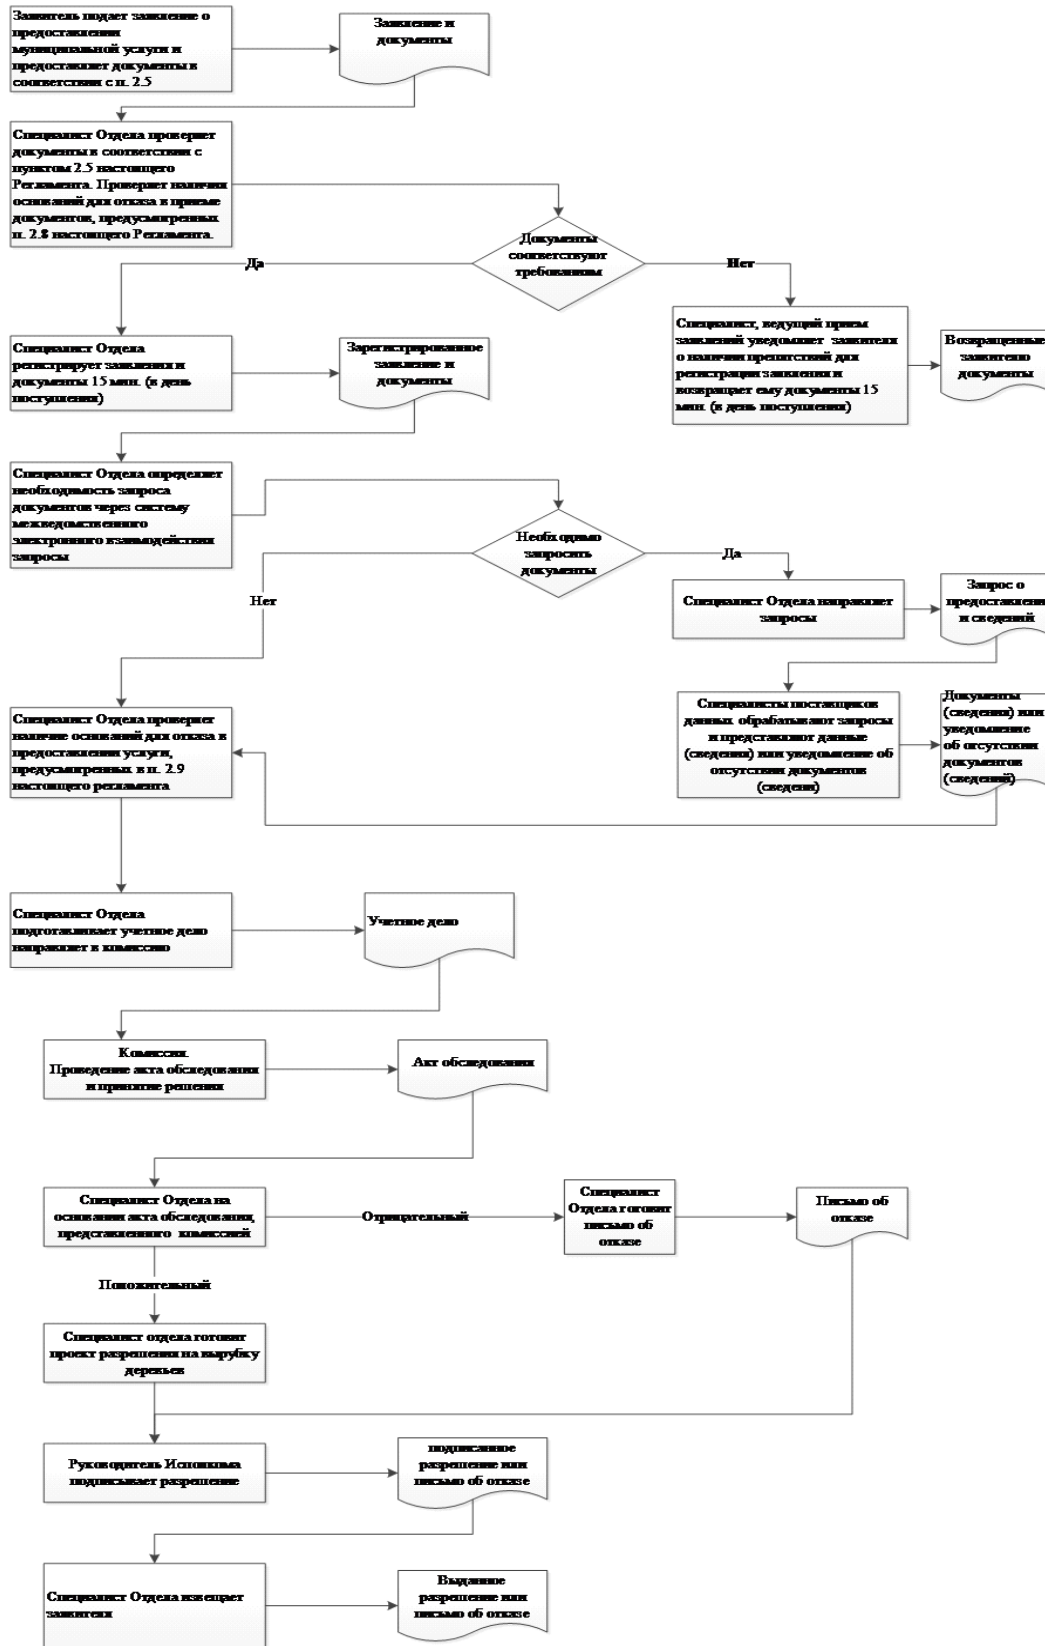 Заявитель подает заявление о
предоставлении
муниципальной услуги и
предоставляет документы в
соответствии с п. 2.5
Заявление и
документы
Специалист Отдела проверяет
документы в соответствии с
пунктом 2.5 настоящего
Регламента. Проверяет наличия
оснований для отказа в приеме
документов, предусмотренных
п. 2.8 настоящего Регламента.
Документы
соответствуют
требованиям
Да
Нет
Специалист Отдела
регистрирует заявления и
документы 15 мин. (в день
поступления)
Зарегистрированное
заявление и
документы
Специалист, ведущий прием
заявлений уведомляет заявителя
о наличии препятствий для
регистрации заявления и
возвращает ему документы 15
мин. (в день поступления)
Возвращенные
заявителю
документы
Специалист Отдела определяет
необходимость запроса
документов через систему
межведомственного
электронного взаимодействия
запросы
Необходимо
запросить
документы
Да
Нет
Специалист Отдела направляет
запросы
Запрос о
предоставлени
и сведений
Специалисты поставщиков
данных обрабатывают запросы
и представляют данные
(сведения) или уведомление об
отсутствии документов
(сведени)
Документы
(сведения) или
уведомление
об отсутствии
документов
(сведений)
Специалист Отдела проверяет
наличие оснований для отказа в
предоставлении услуги,
предусмотренных в п. 2.9
настоящего регламента
Специалист Отдела
подготавливает учетное дело
направляет в комиссию
Учетное дело
Комиссия.
Проведение акта обследования
и принятие решения
Акт обследования
Специалист Отдела на
основании акта обследования,
представленного комиссией
Отрицательный
Специалист
Отдела готовит
письмо об
отказе
Письмо об
отказе
Положительный
Специалист отдела готовит
проект разрешения на вырубку
деревьев
Руководитель Исполкома
подписывает разрешение
подписанное
разрешение или
письмо об отказе
Специалист Отдела извещает
заявителя
Выданное
разрешение или
письмо об отказе